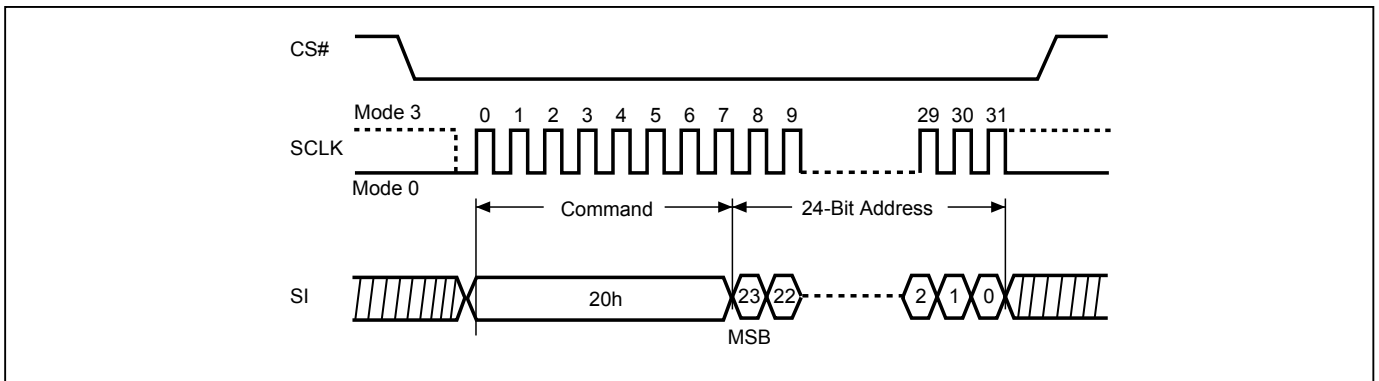 CS#
Mode 3
0 1 2 3 4 5 6 7 8 9 29 30 31
SCLK
Mode 0
Command 24-Bit Address
SI 20h 23 22 2 1 0
MSB